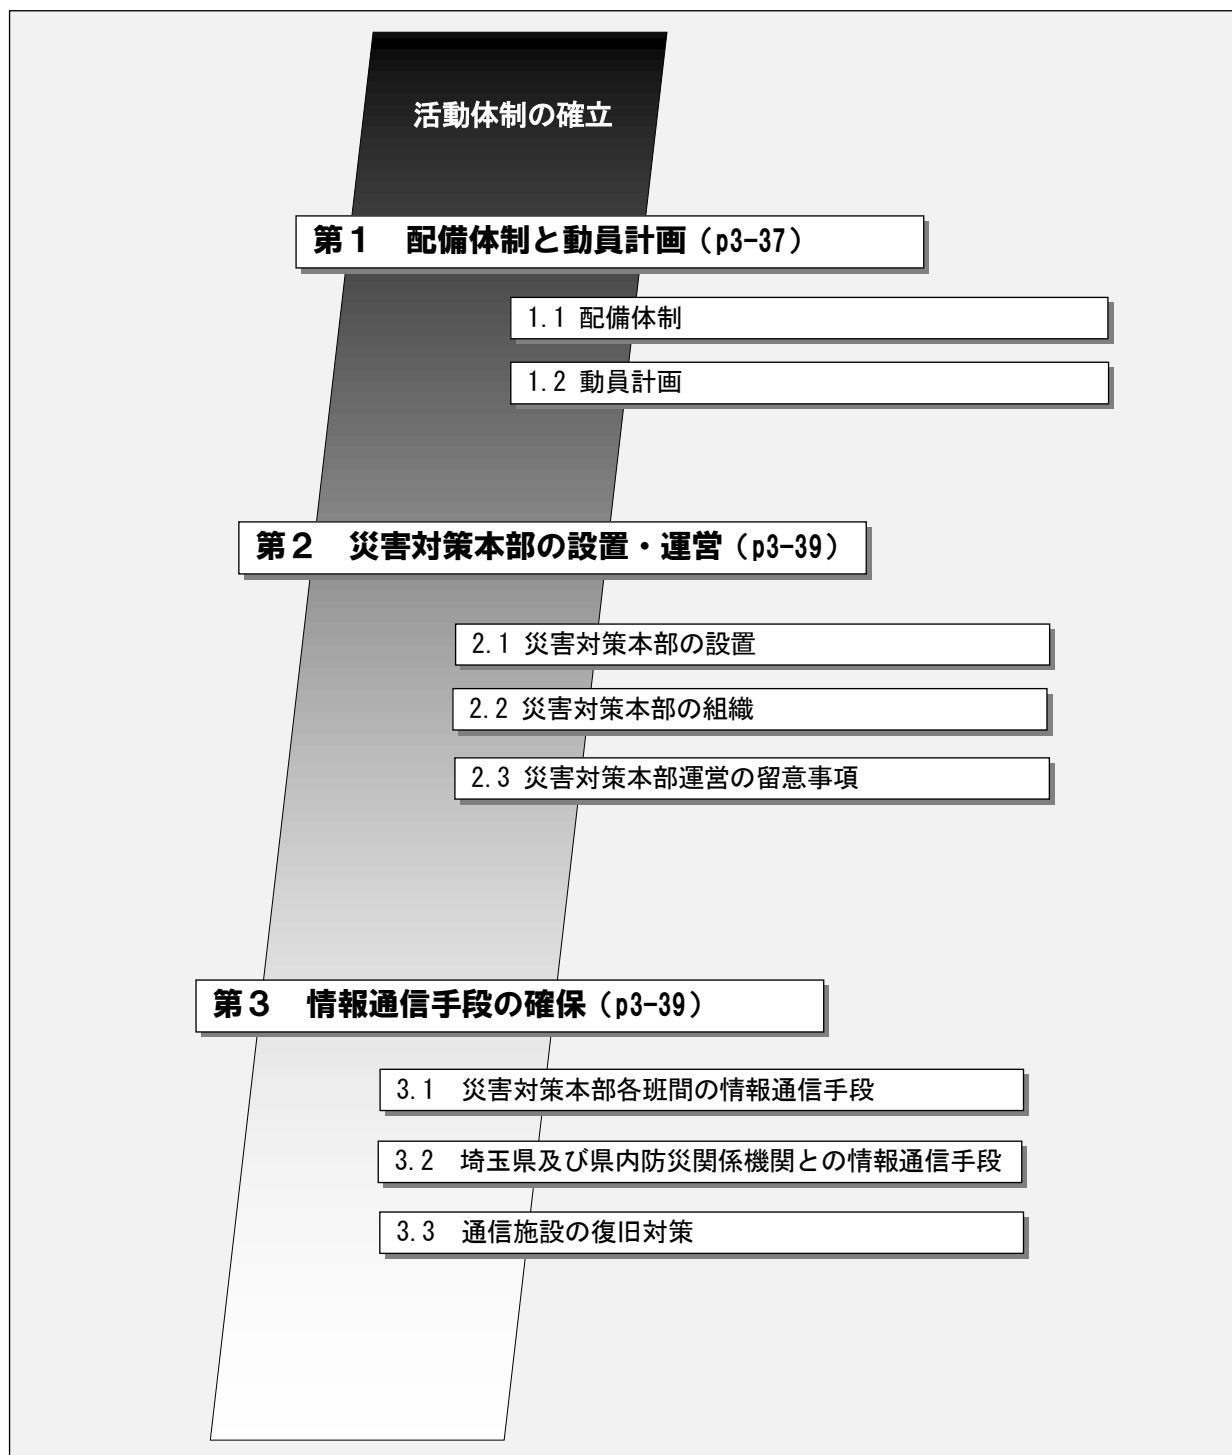 活動体制の確立
第１　配備体制と動員計画（p3-37）
1.1 配備体制
1.2 動員計画
第２　災害対策本部の設置・運営（p3-39）
2.1 災害対策本部の設置
2.2 災害対策本部の組織
2.3 災害対策本部運営の留意事項
第３　情報通信手段の確保（p3-39）
3.1　災害対策本部各班間の情報通信手段
3.2　埼玉県及び県内防災関係機関との情報通信手段
3.3　通信施設の復旧対策